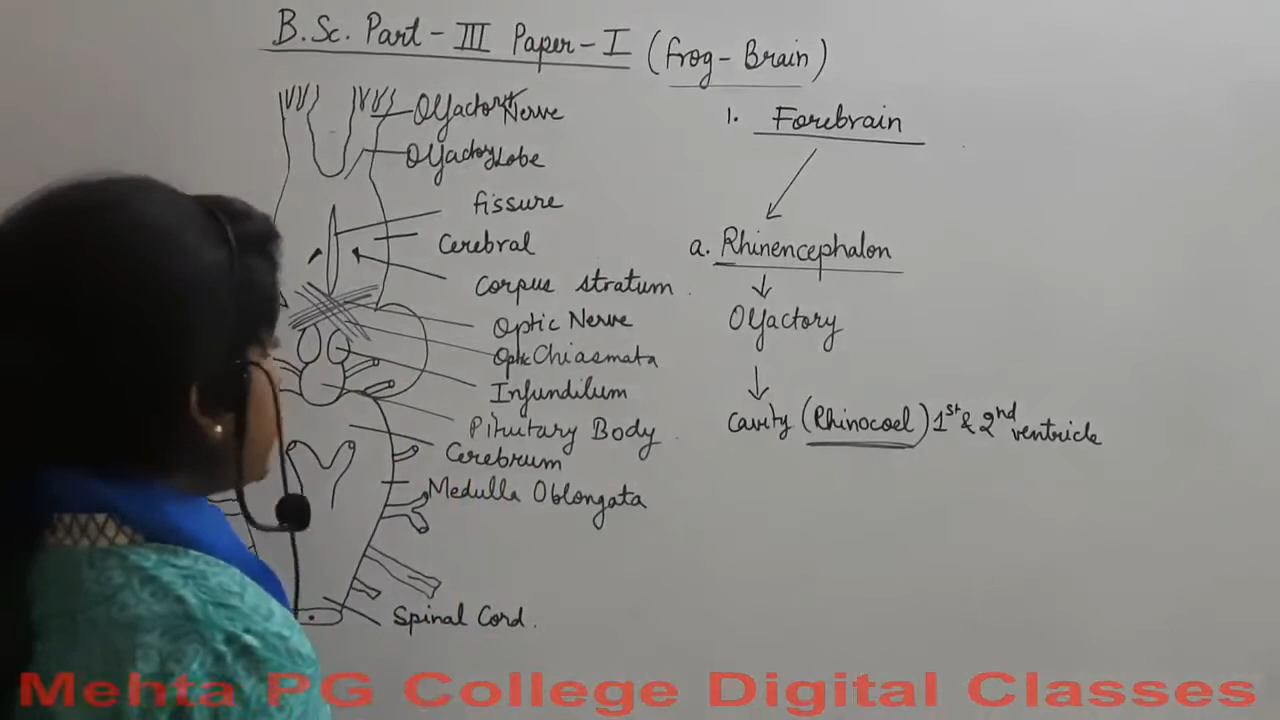 B.Sc. Part - III Paper - I (Frog - Brain)
Olfactory Nerve
Olfactory Lobe
fissure
Cerebral
Corpus stratum
Optic Nerve
Optic Chiasmata
Infundilum
Pitutary Body
Cerebrum
Medulla Oblongata
Spinal Cord
1. Forebrain
a. Rhinencephalon
Olfactory
Cavity (Rhinocoel) 1st & 2nd ventricle
Mehta PG College Digital Classes